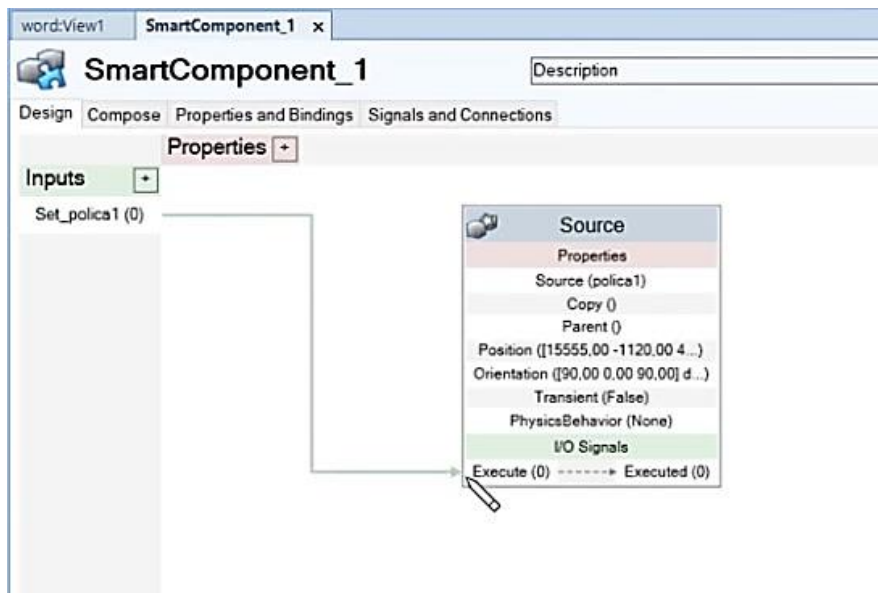 word:View1 SmartComponent_1 x
SmartComponent_1
Description
Design Compose Properties and Bindings Signals and Connections
Properties +
Inputs +
Set_polica1 (0)
Source
Properties
Source (polica1)
Copy ()
Parent ()
Position ([15555,00 -1120,00 4...)
Orientation ([90,00 0,00 90,00] d...)
Transient (False)
PhysicsBehavior (None)
I/O Signals
Execute (0) Executed (0)